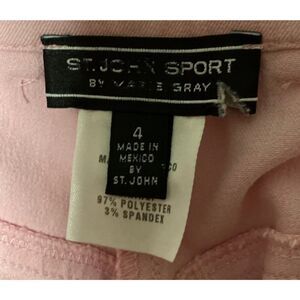 ST. JOHN SPORT
BY MARIE GRAY
4
MADE IN
MEXICO
BY
ST. JOHN
97% POLYESTER
3% SPANDEX